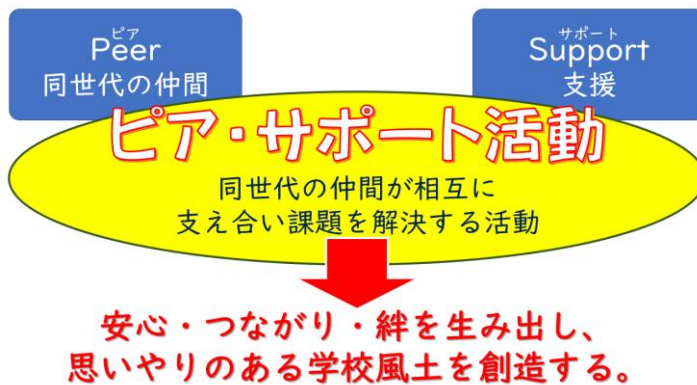 ピア
Peer
同世代の仲間
サポート
Support
支援
ピア・サポート活動
同世代の仲間が相互に
支え合い課題を解決する活動
安心・つながり・絆を生み出し、
思いやりのある学校風土を創造する。